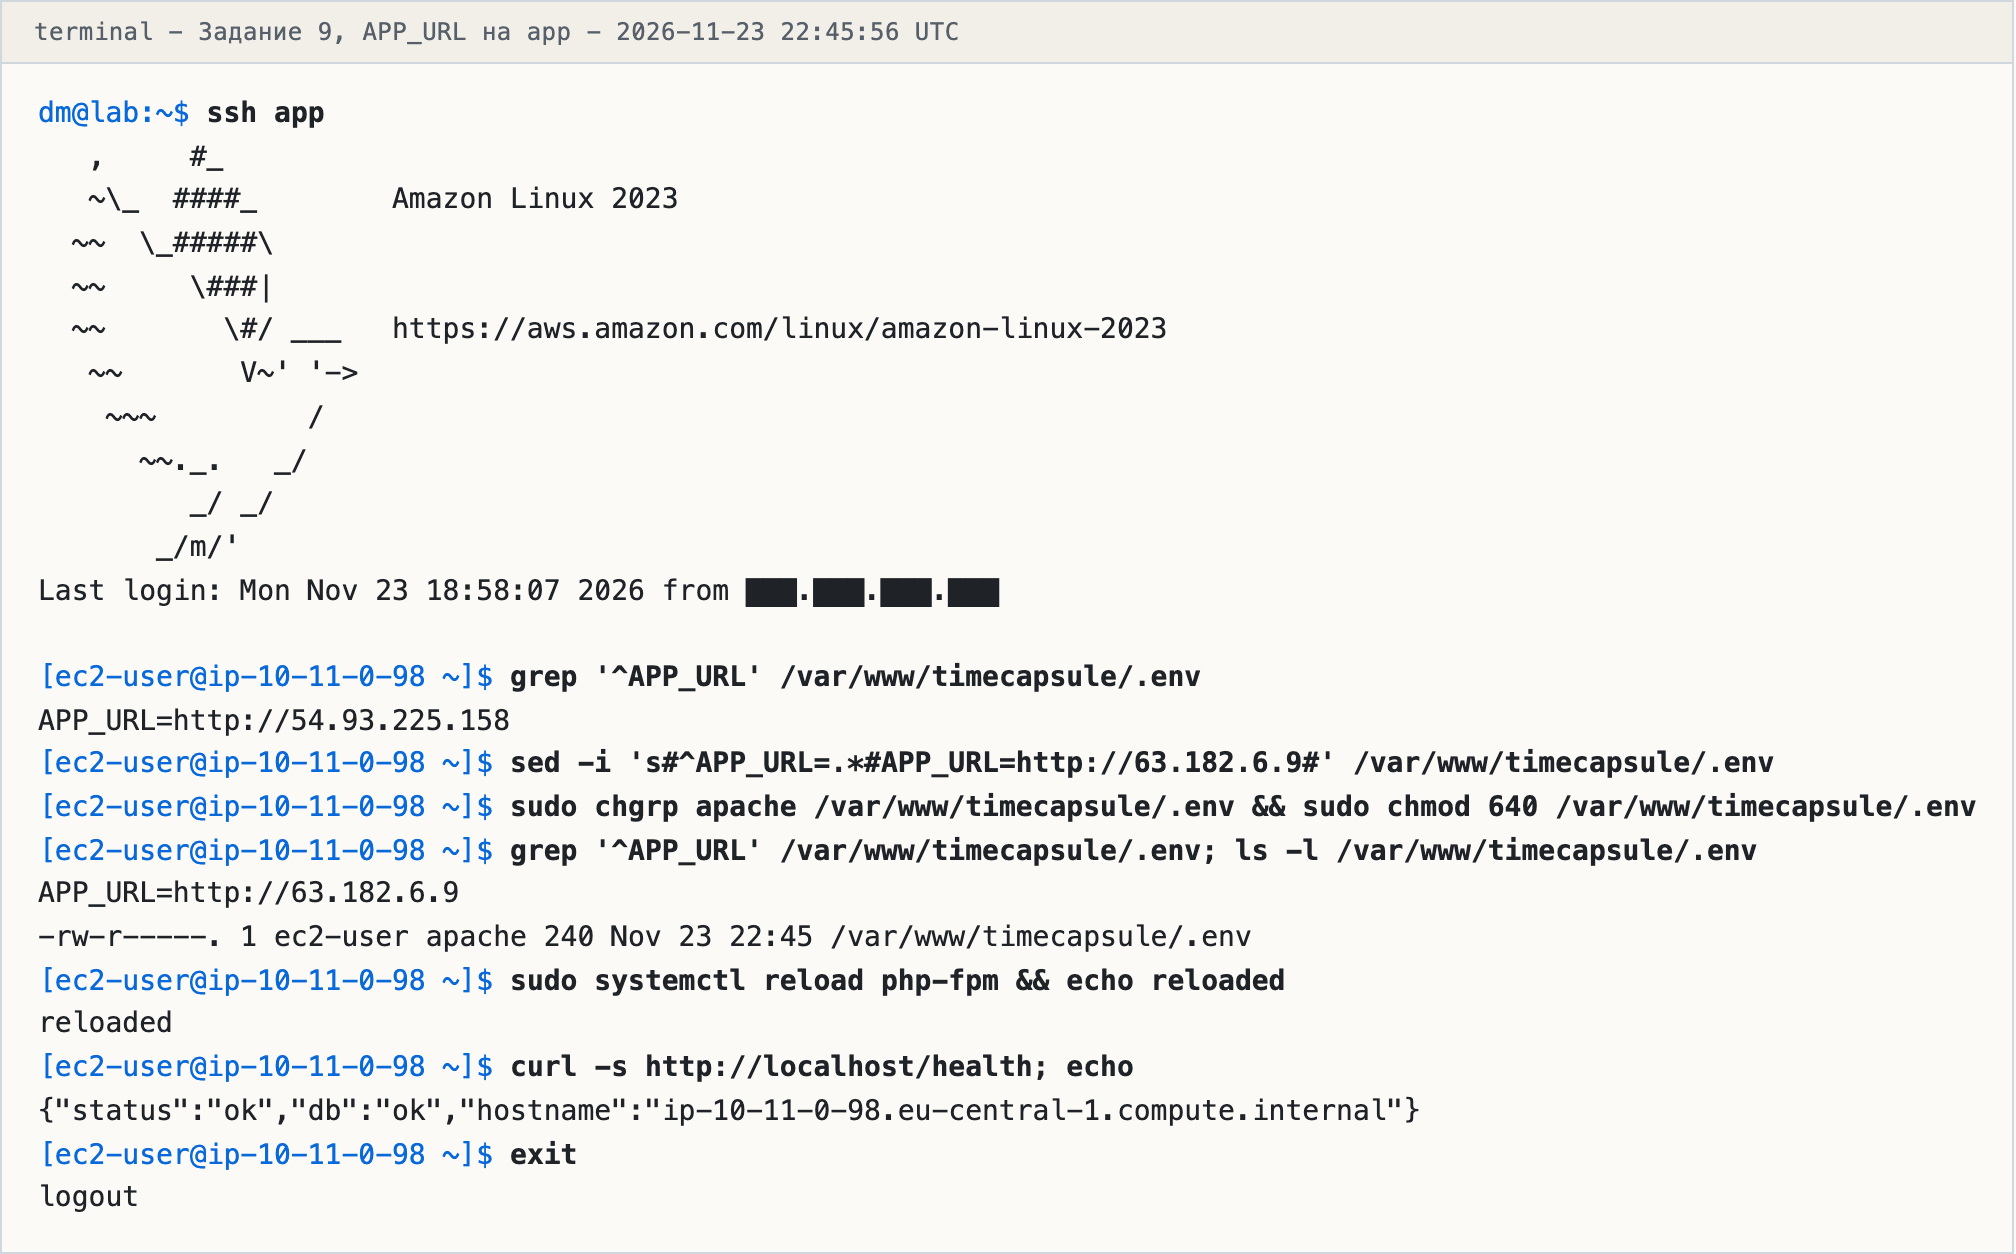 terminal – Задание 9, APP_URL на app – 2026-11-23 22:45:56 UTC
dm@lab:~$ ssh app
   ,     #_
   ~\_  ####_        Amazon Linux 2023
  ~~  \_#####\
  ~~     \###|
  ~~       \#/ ___   https://aws.amazon.com/linux/amazon-linux-2023
   ~~       V~' '->
    ~~~         /
      ~~._.   _/
         _/ _/
       _/m/'
Last login: Mon Nov 23 18:58:07 2026 from ███.███.███.███
[ec2-user@ip-10-11-0-98 ~]$ grep '^APP_URL' /var/www/timecapsule/.env
APP_URL=http://54.93.225.158
[ec2-user@ip-10-11-0-98 ~]$ sed -i 's#^APP_URL=.*#APP_URL=http://63.182.6.9#' /var/www/timecapsule/.env
[ec2-user@ip-10-11-0-98 ~]$ sudo chgrp apache /var/www/timecapsule/.env && sudo chmod 640 /var/www/timecapsule/.env
[ec2-user@ip-10-11-0-98 ~]$ grep '^APP_URL' /var/www/timecapsule/.env; ls -l /var/www/timecapsule/.env
APP_URL=http://63.182.6.9
-rw-r-----. 1 ec2-user apache 240 Nov 23 22:45 /var/www/timecapsule/.env
[ec2-user@ip-10-11-0-98 ~]$ sudo systemctl reload php-fpm && echo reloaded
reloaded
[ec2-user@ip-10-11-0-98 ~]$ curl -s http://localhost/health; echo
{"status":"ok","db":"ok","hostname":"ip-10-11-0-98.eu-central-1.compute.internal"}
[ec2-user@ip-10-11-0-98 ~]$ exit
logout